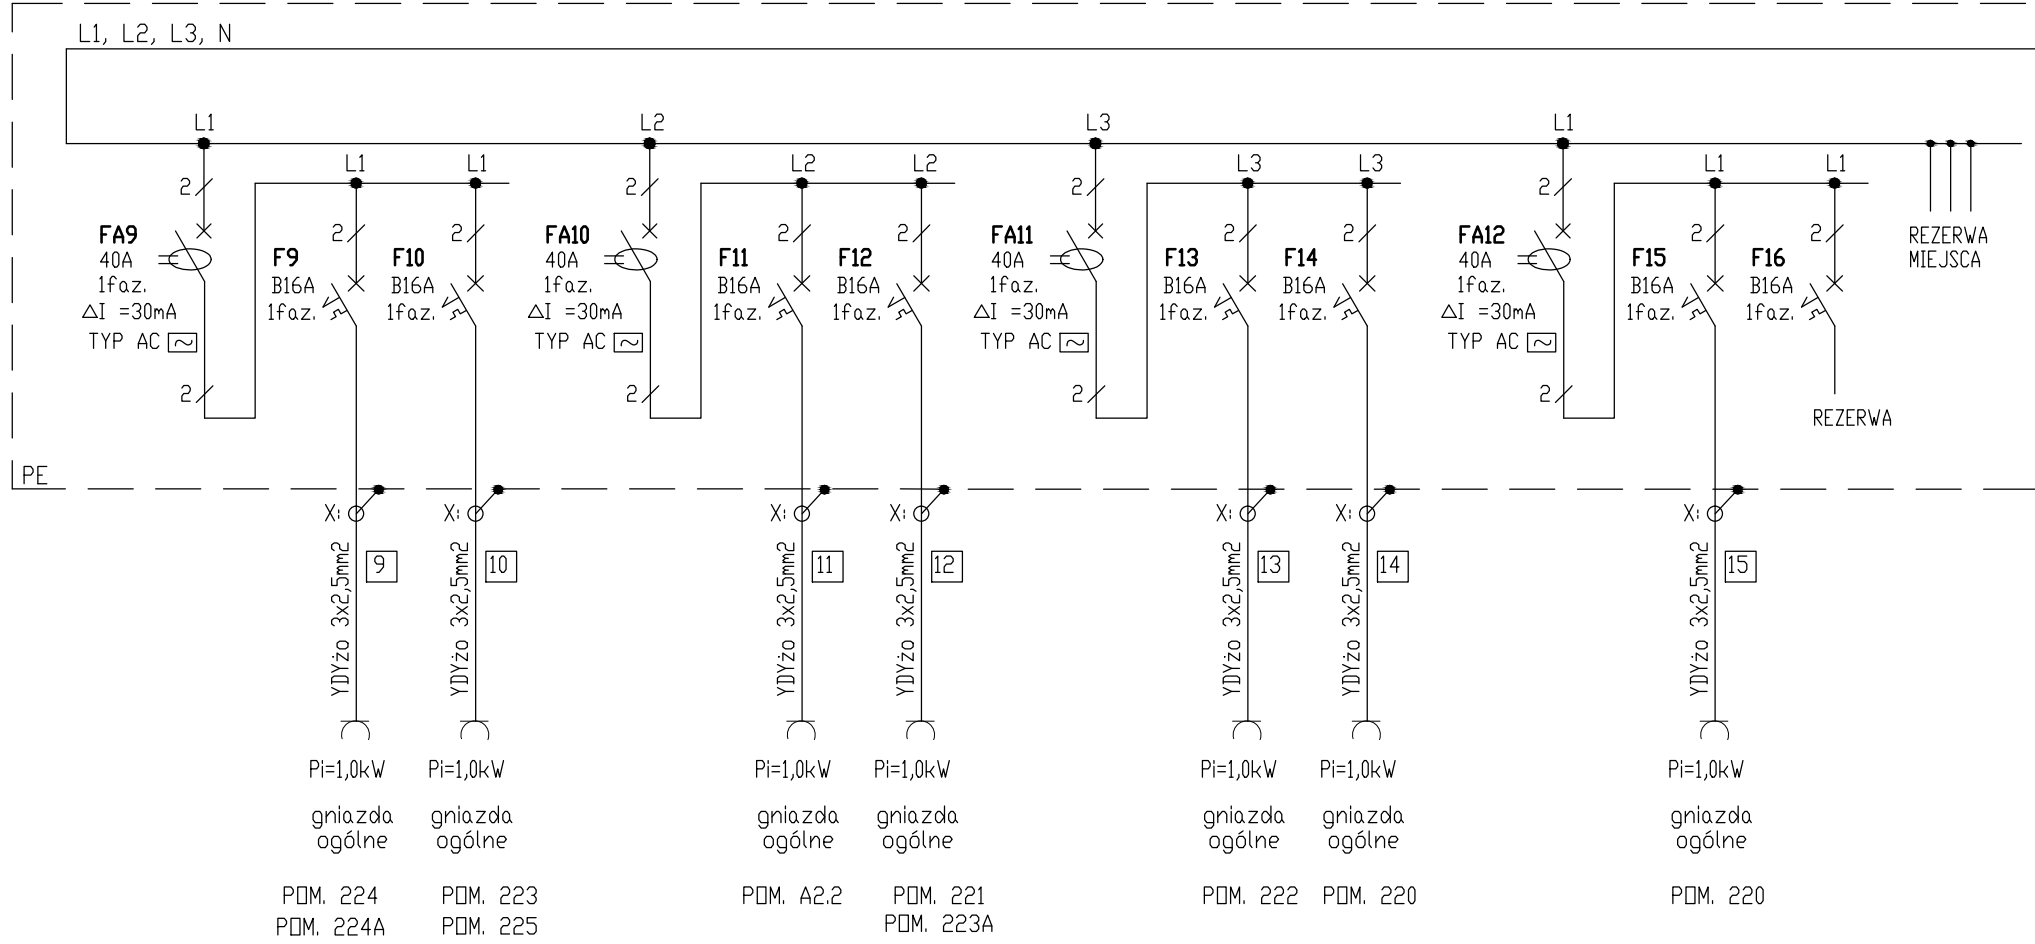 L1, L2, L3, N
L1
L2
L3
L1
L1
L1
L2
L2
L3
L3
L1
L1
2
2
2
2
2
2
2
2
2
2
2
2
FA9
40A
1faz.
ΔI =30mA
TYP AC ~
F9
B16A
1faz.
F10
B16A
1faz.
FA10
40A
1faz.
ΔI =30mA
TYP AC ~
F11
B16A
1faz.
F12
B16A
1faz.
FA11
40A
1faz.
ΔI =30mA
TYP AC ~
F13
B16A
1faz.
F14
B16A
1faz.
FA12
40A
1faz.
ΔI =30mA
TYP AC ~
F15
B16A
1faz.
F16
B16A
1faz.
REZERWA
MIEJSCA
2
2
2
2
REZERWA
PE
X:
X:
X:
X:
X:
X:
X:
YDYżo 3x2,5mm2
9
YDYżo 3x2,5mm2
10
YDYżo 3x2,5mm2
11
YDYżo 3x2,5mm2
12
YDYżo 3x2,5mm2
13
YDYżo 3x2,5mm2
14
YDYżo 3x2,5mm2
15
Pi=1,0kW
gniazda
ogólne
POM. 224
POM. 224A
Pi=1,0kW
gniazda
ogólne
POM. 223
POM. 225
Pi=1,0kW
gniazda
ogólne
POM. A2.2
Pi=1,0kW
gniazda
ogólne
POM. 221
POM. 223A
Pi=1,0kW
gniazda
ogólne
POM. 222
Pi=1,0kW
gniazda
ogólne
POM. 220
Pi=1,0kW
gniazda
ogólne
POM. 220